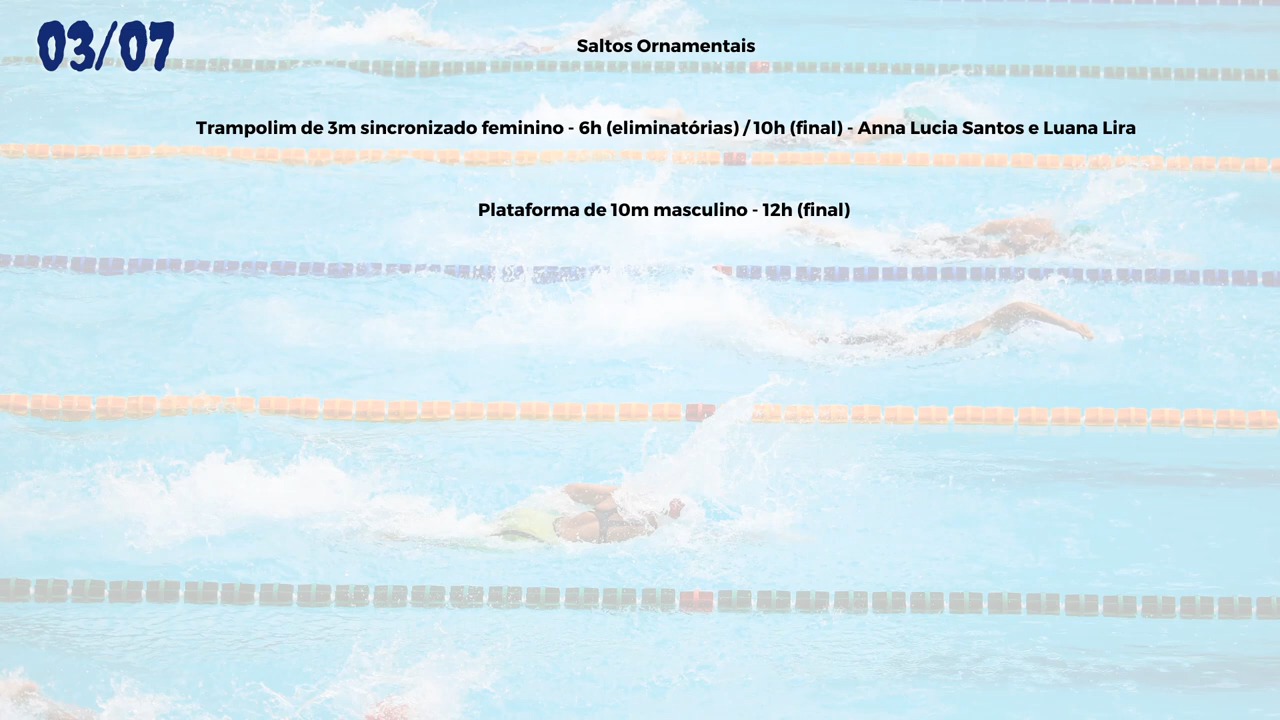 03/07
Saltos Ornamentais
Trampolim de 3m sincronizado feminino - 6h (eliminatórias) / 10h (final) - Anna Lucia Santos e Luana Lira
Plataforma de 10m masculino - 12h (final)